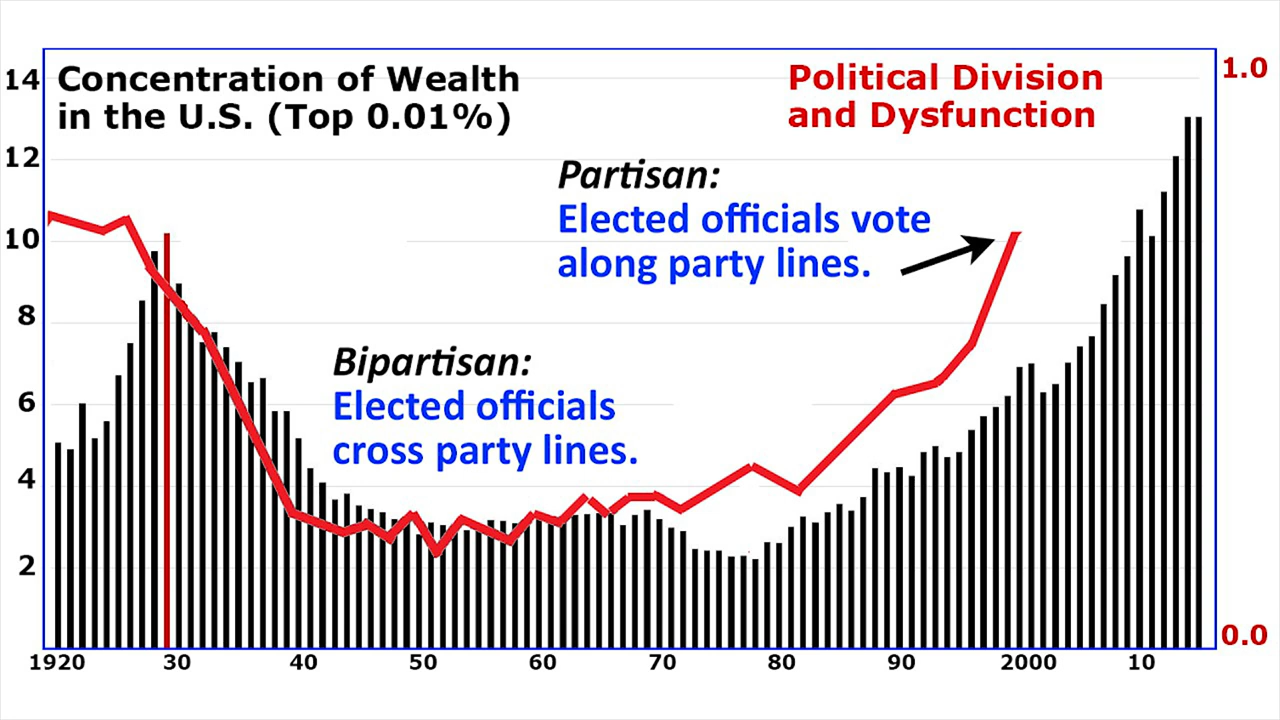 Concentration of Wealth
in the U.S. (Top 0.01%)
Political Division
and Dysfunction
Partisan:
Elected officials vote
along party lines.
Bipartisan:
Elected officials
cross party lines.
14
12
10
8
6
4
2
1.0
0.0
1920 30 40 50 60 70 80 90 2000 10